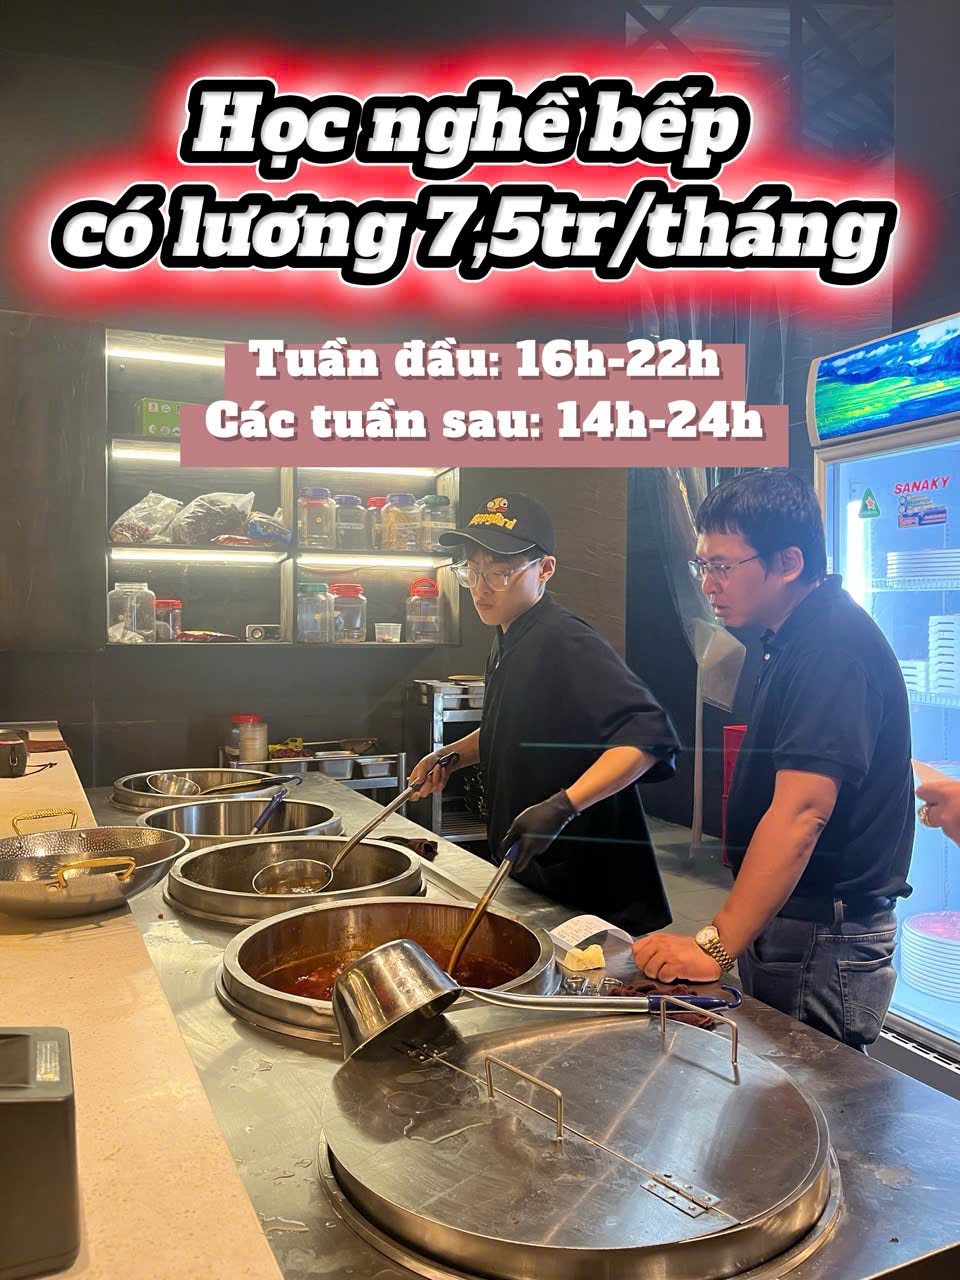 Học nghề bếp
có lương 7,5tr/tháng
Tuần đầu: 16h-22h
Các tuần sau: 14h-24h
SANAKY